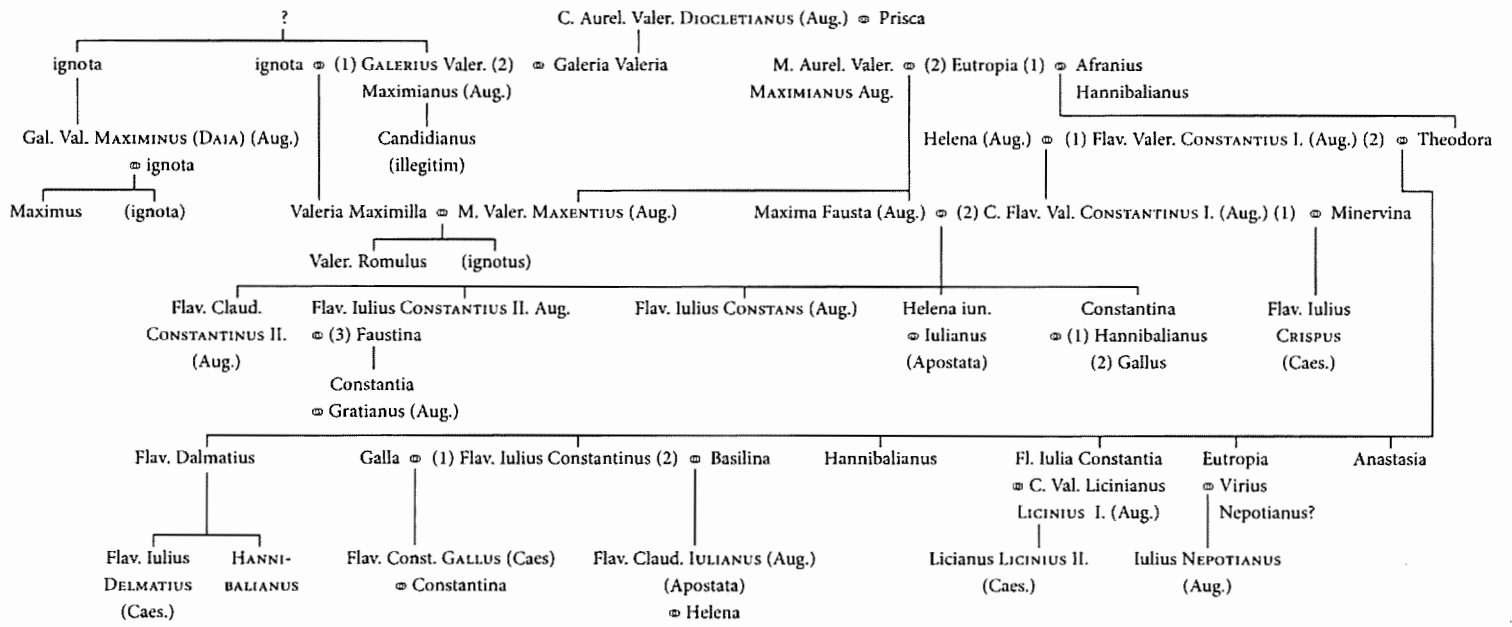 ? C. Aurel. Valer. DIOCLETIANUS (Aug.) ⚭ Prisca
ignota ignota ⚭ (1) GALERIUS Valer. (2) ⚭ Galeria Valeria M. Aurel. Valer. ⚭ (2) Eutropia (1) ⚭ Afranius
Maximianus (Aug.) MAXIMIANUS Aug. Hannibalianus
Gal. Val. MAXIMINUS (DAIA) (Aug.) Candidianus Helena (Aug.) ⚭ (1) Flav. Valer. CONSTANTIUS I. (Aug.) (2) ⚭ Theodora
⚭ ignota (illegitim)
Maximus (ignota) Valeria Maximilla ⚭ M. Valer. MAXENTIUS (Aug.) Maxima Fausta (Aug.) ⚭ (2) C. Flav. Val. CONSTANTINUS I. (Aug.) (1) ⚭ Minervina
Valer. Romulus (ignotus)
Flav. Claud. Flav. Iulius CONSTANTIUS II. Aug. Flav. Iulius CONSTANS (Aug.) Helena iun. Constantina Flav. Iulius
CONSTANTINUS II. ⚭ (3) Faustina ⚭ Iulianus ⚭ (1) Hannibalianus CRISPUS
(Aug.) (Apostata) (2) Gallus (Caes.)
Constantia
⚭ Gratianus (Aug.)
Flav. Dalmatius Galla ⚭ (1) Flav. Iulius Constantinus (2) ⚭ Basilina Hannibalianus Fl. Iulia Constantia Eutropia Anastasia
⚭ C. Val. Licinianus ⚭ Virius
LICINIUS I. (Aug.) Nepotianus?
Flav. Iulius HANNI- Flav. Const. GALLUS (Caes) Flav. Claud. IULIANUS (Aug.) Licianus LICINIUS II. Iulius NEPOTIANUS
DELMATIUS BALIANUS ⚭ Constantina (Apostata) (Caes.) (Aug.)
(Caes.) ⚭ Helena